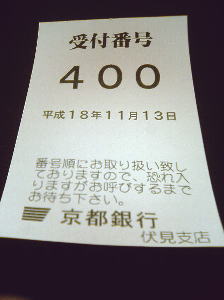 受付番号
400
平成18年11月13日
番号順にお取り扱い致し
ておりますので、恐れ入
りますがお呼びするまで
お待ち下さい。
京都銀行
伏見支店